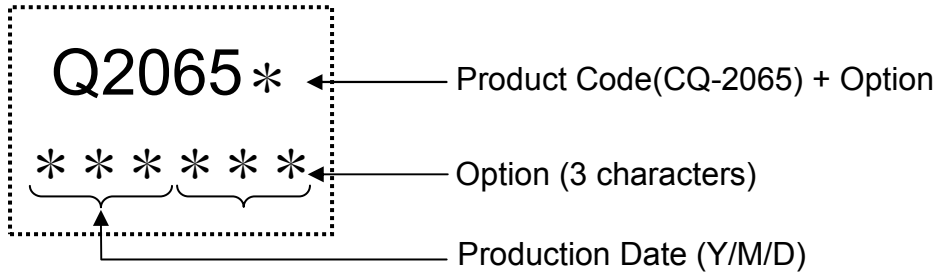 Q2065* Product Code(CQ-2065) + Option
* * * * * * Option (3 characters)
Production Date (Y/M/D)